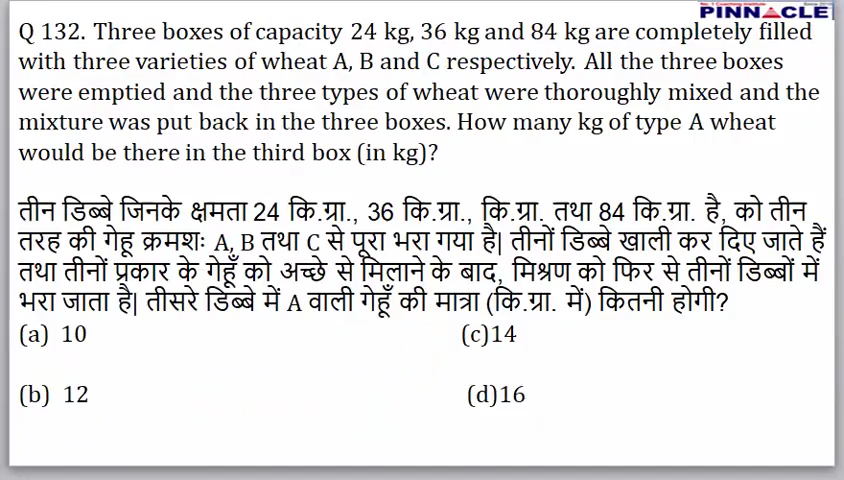 PINNACLE
Q 132. Three boxes of capacity 24 kg, 36 kg and 84 kg are completely filled
with three varieties of wheat A, B and C respectively. All the three boxes
were emptied and the three types of wheat were thoroughly mixed and the
mixture was put back in the three boxes. How many kg of type A wheat
would be there in the third box (in kg)?
तीन डिब्बे जिनके क्षमता 24 कि.ग्रा., 36 कि.ग्रा., कि.ग्रा. तथा 84 कि.ग्रा. है, को तीन
तरह की गेहू क्रमशः A, B तथा C से पूरा भरा गया है| तीनों डिब्बे खाली कर दिए जाते हैं
तथा तीनों प्रकार के गेहूँ को अच्छे से मिलाने के बाद, मिश्रण को फिर से तीनों डिब्बों में
भरा जाता है| तीसरे डिब्बे में A वाली गेहूँ की मात्रा (कि.ग्रा. में) कितनी होगी?
(a) 10 (c)14
(b) 12 (d)16